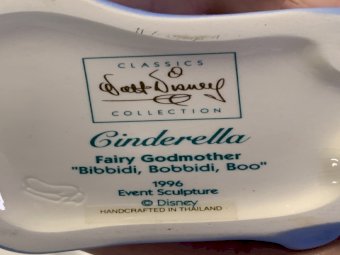 CLASSICS
Walt Disney
COLLECTION
Cinderella
Fairy Godmother
"Bibbidi, Bobbidi, Boo"
1996
Event Sculpture
© Disney
HANDCRAFTED IN THAILAND